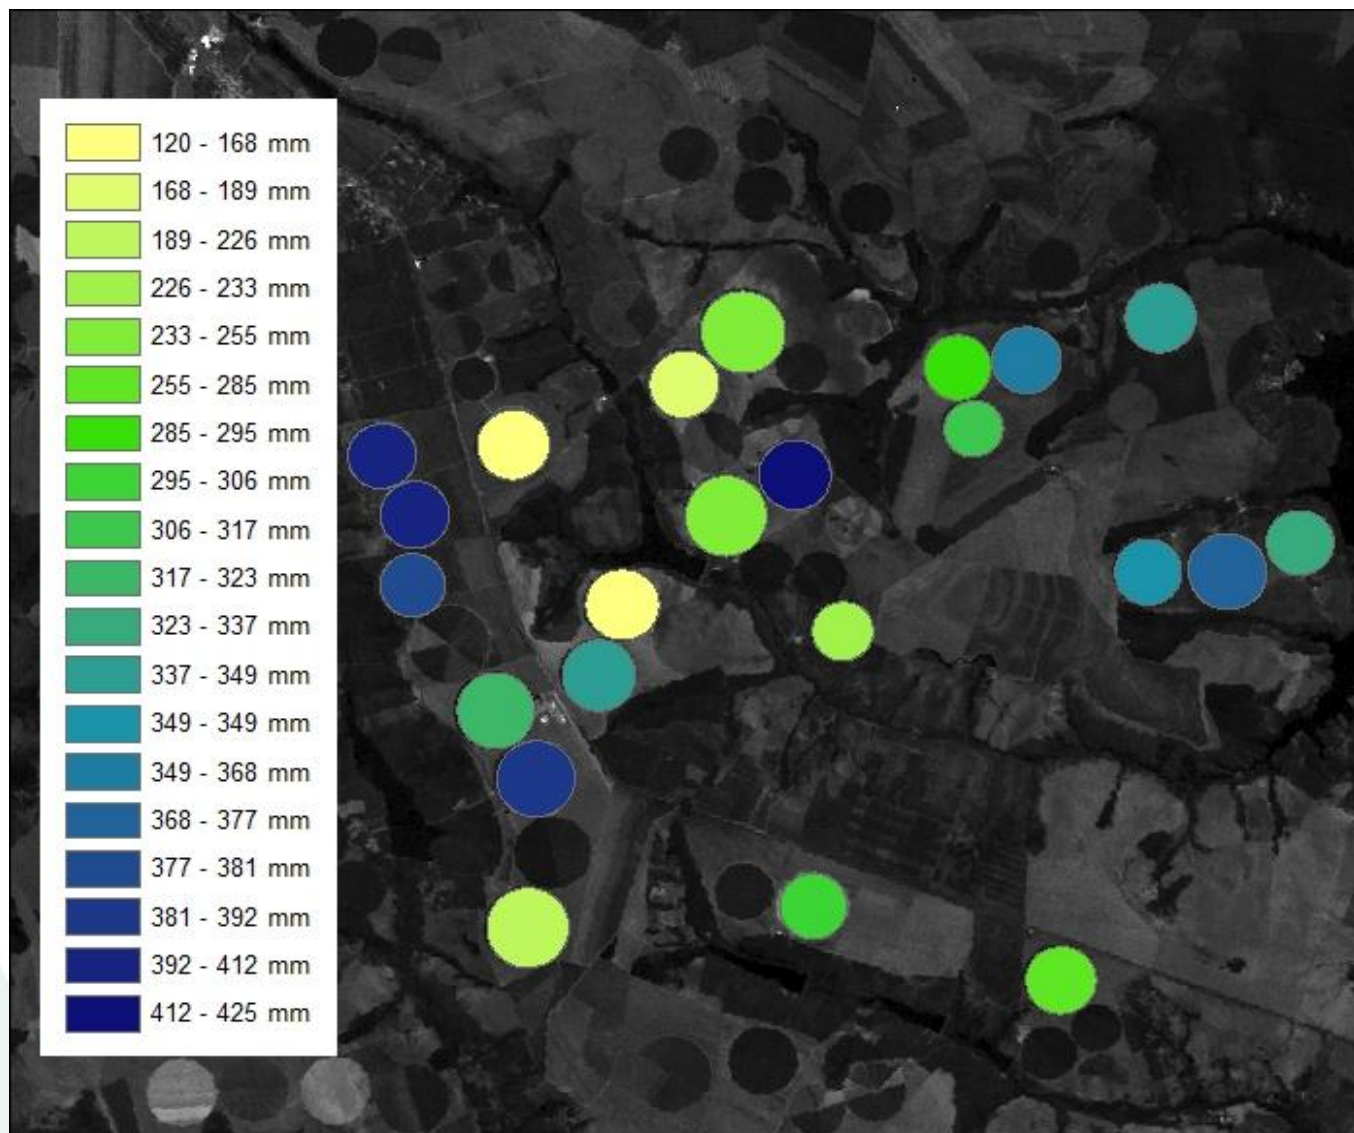 120 - 168 mm
168 - 189 mm
189 - 226 mm
226 - 233 mm
233 - 255 mm
255 - 285 mm
285 - 295 mm
295 - 306 mm
306 - 317 mm
317 - 323 mm
323 - 337 mm
337 - 349 mm
349 - 349 mm
349 - 368 mm
368 - 377 mm
377 - 381 mm
381 - 392 mm
392 - 412 mm
412 - 425 mm